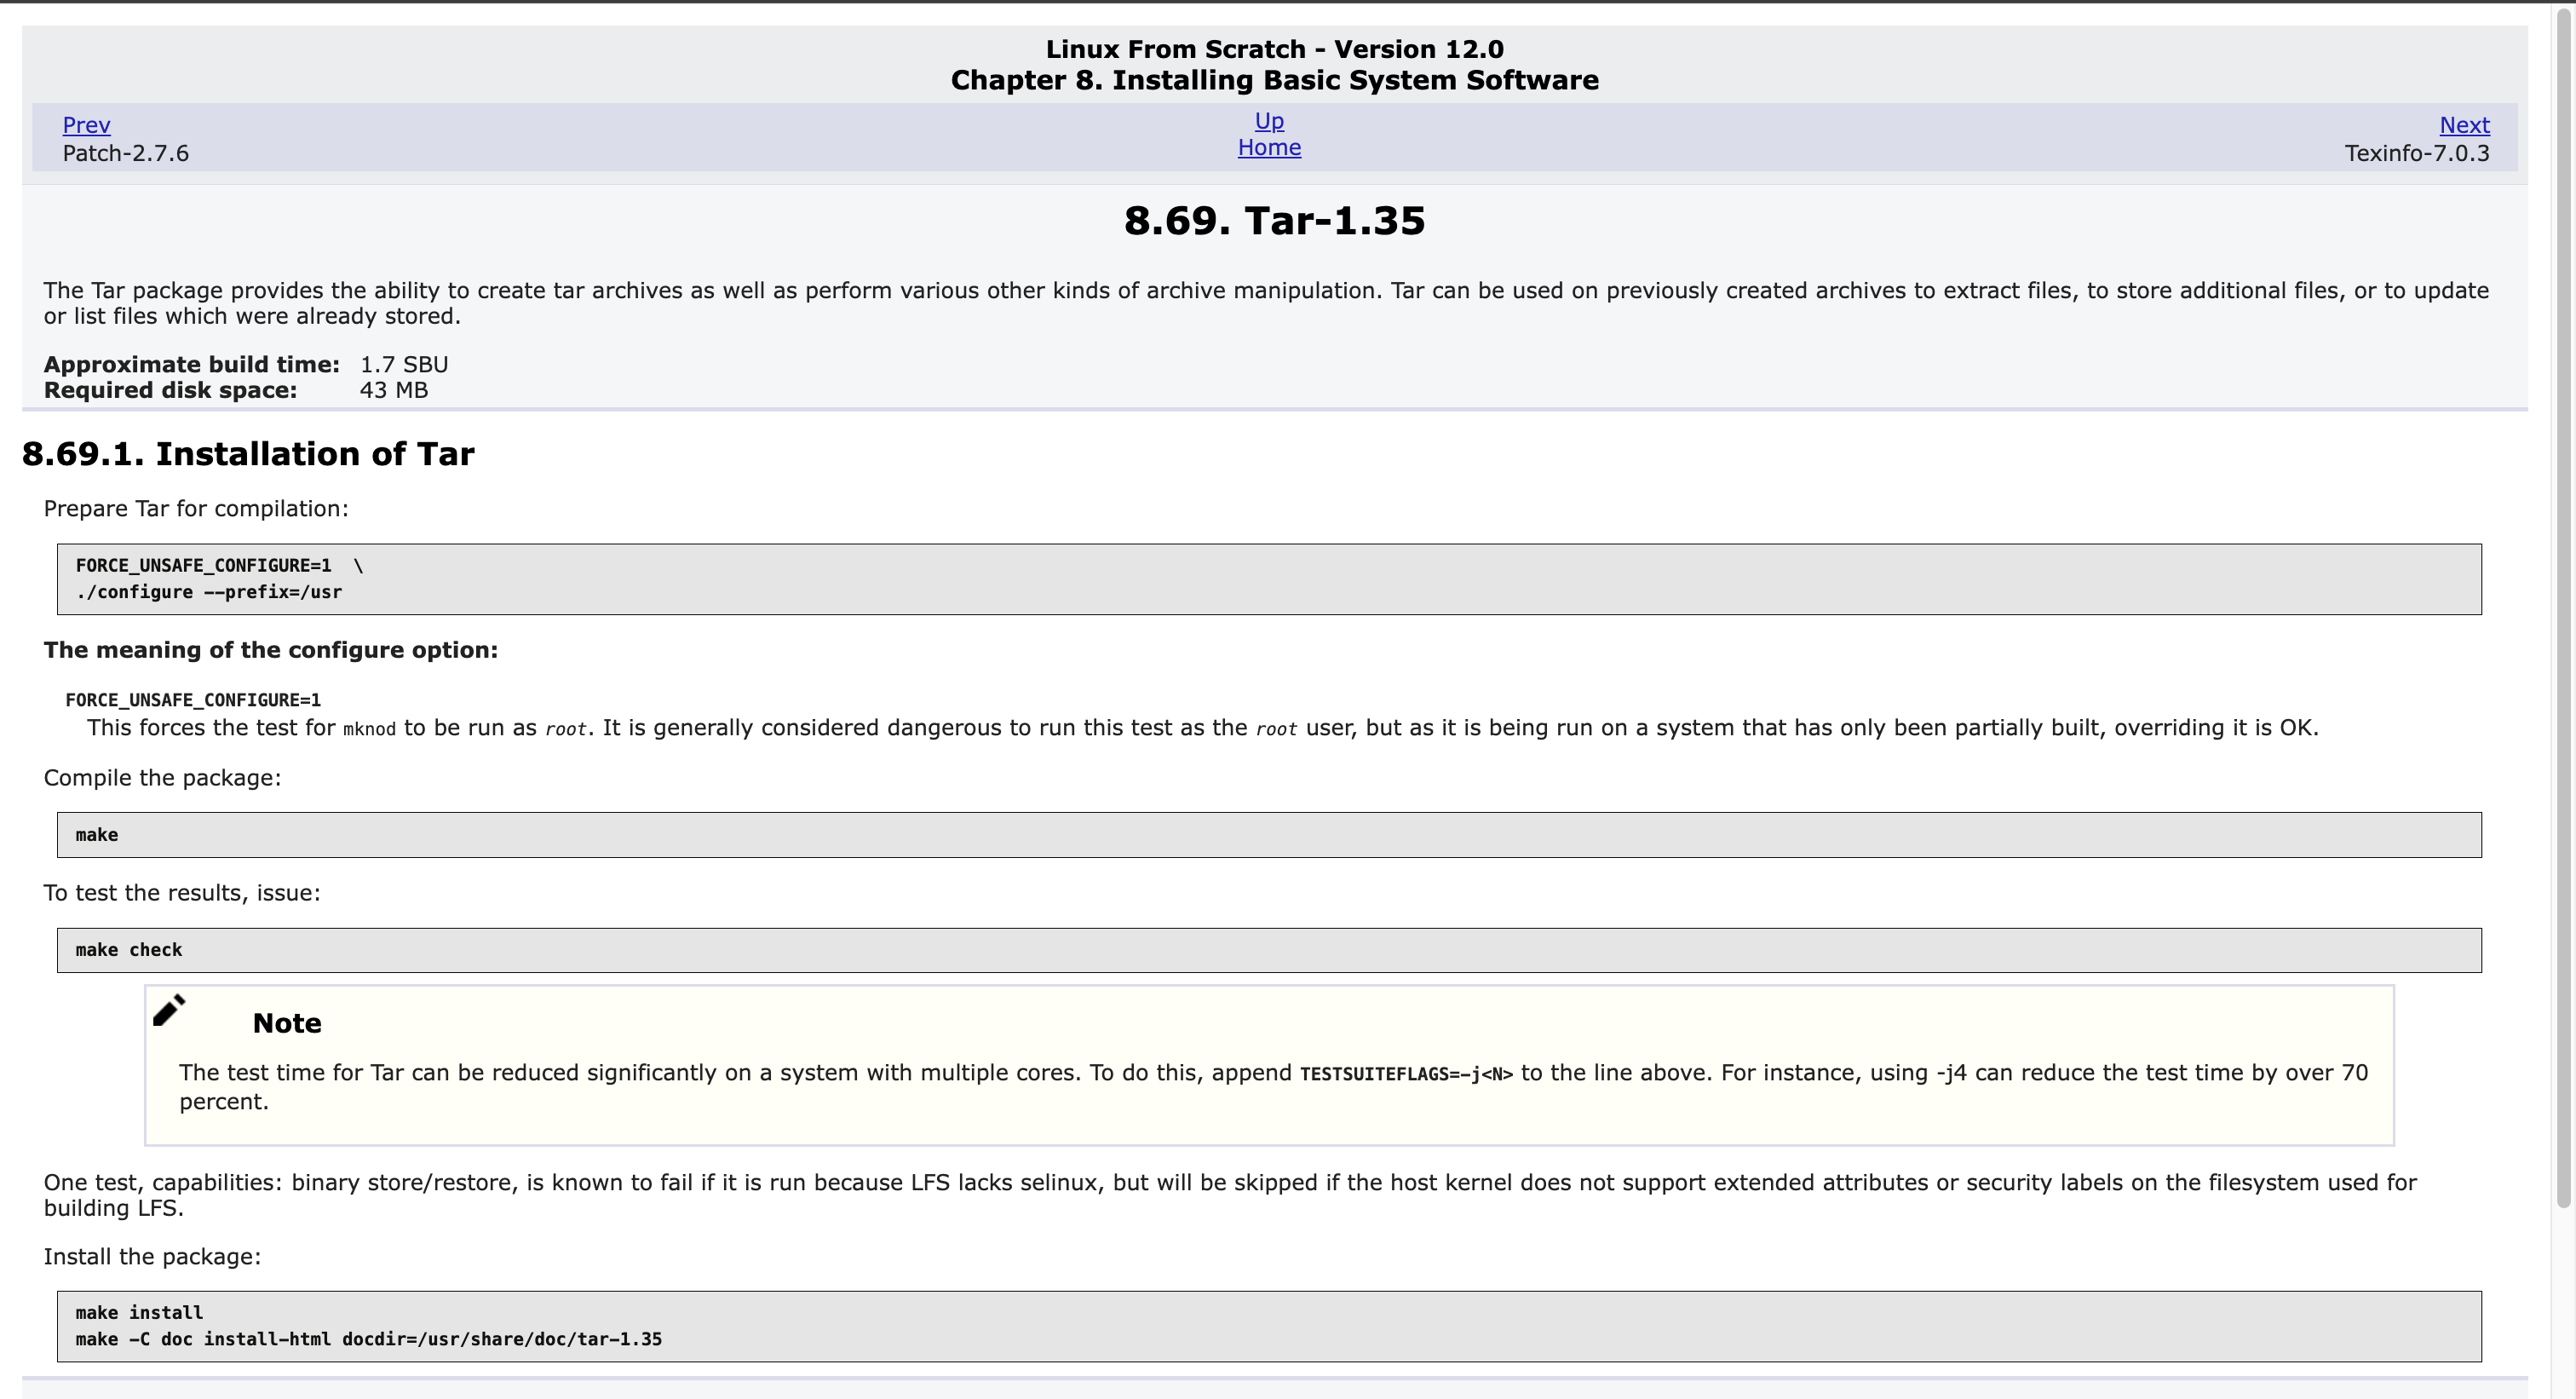 Linux From Scratch - Version 12.0
Chapter 8. Installing Basic System Software
Prev
Patch-2.7.6
Up
Home
Next
Texinfo-7.0.3
8.69. Tar-1.35
The Tar package provides the ability to create tar archives as well as perform various other kinds of archive manipulation. Tar can be used on previously created archives to extract files, to store additional files, or to update
or list files which were already stored.
Approximate build time: 1.7 SBU
Required disk space: 43 MB
8.69.1. Installation of Tar
Prepare Tar for compilation:
FORCE_UNSAFE_CONFIGURE=1  \
./configure --prefix=/usr
The meaning of the configure option:
FORCE_UNSAFE_CONFIGURE=1
This forces the test for mknod to be run as root. It is generally considered dangerous to run this test as the root user, but as it is being run on a system that has only been partially built, overriding it is OK.
Compile the package:
make
To test the results, issue:
make check
Note
The test time for Tar can be reduced significantly on a system with multiple cores. To do this, append TESTSUITEFLAGS=-j<N> to the line above. For instance, using -j4 can reduce the test time by over 70
percent.
One test, capabilities: binary store/restore, is known to fail if it is run because LFS lacks selinux, but will be skipped if the host kernel does not support extended attributes or security labels on the filesystem used for
building LFS.
Install the package:
make install
make -C doc install-html docdir=/usr/share/doc/tar-1.35